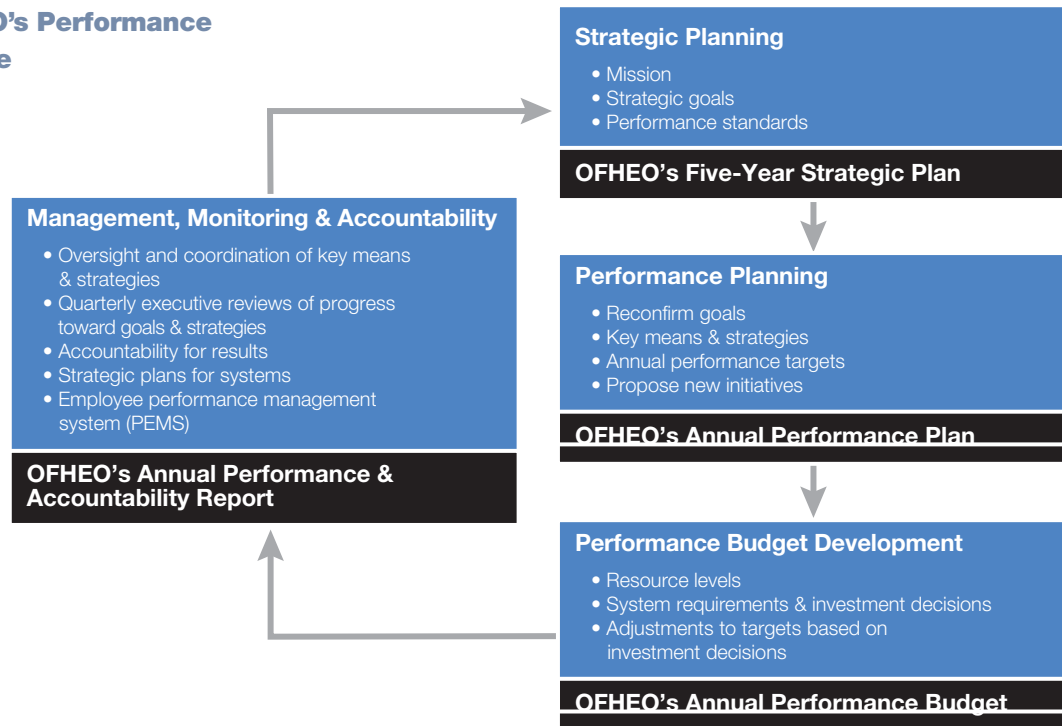 Performance
Strategic Planning
• Mission
• Strategic goals
• Performance standards
OFHEO’s Five-Year Strategic Plan
Management, Monitoring & Accountability
• Oversight and coordination of key means
& strategies
• Quarterly executive reviews of progress
toward goals & strategies
• Accountability for results
• Strategic plans for systems
• Employee performance management
system (PEMS)
OFHEO’s Annual Performance &
Accountability Report
Performance Planning
• Reconfirm goals
• Key means & strategies
• Annual performance targets
• Propose new initiatives
OFHEO’s Annual Performance Plan
Performance Budget Development
• Resource levels
• System requirements & investment decisions
• Adjustments to targets based on
investment decisions
OFHEO’s Annual Performance Budget